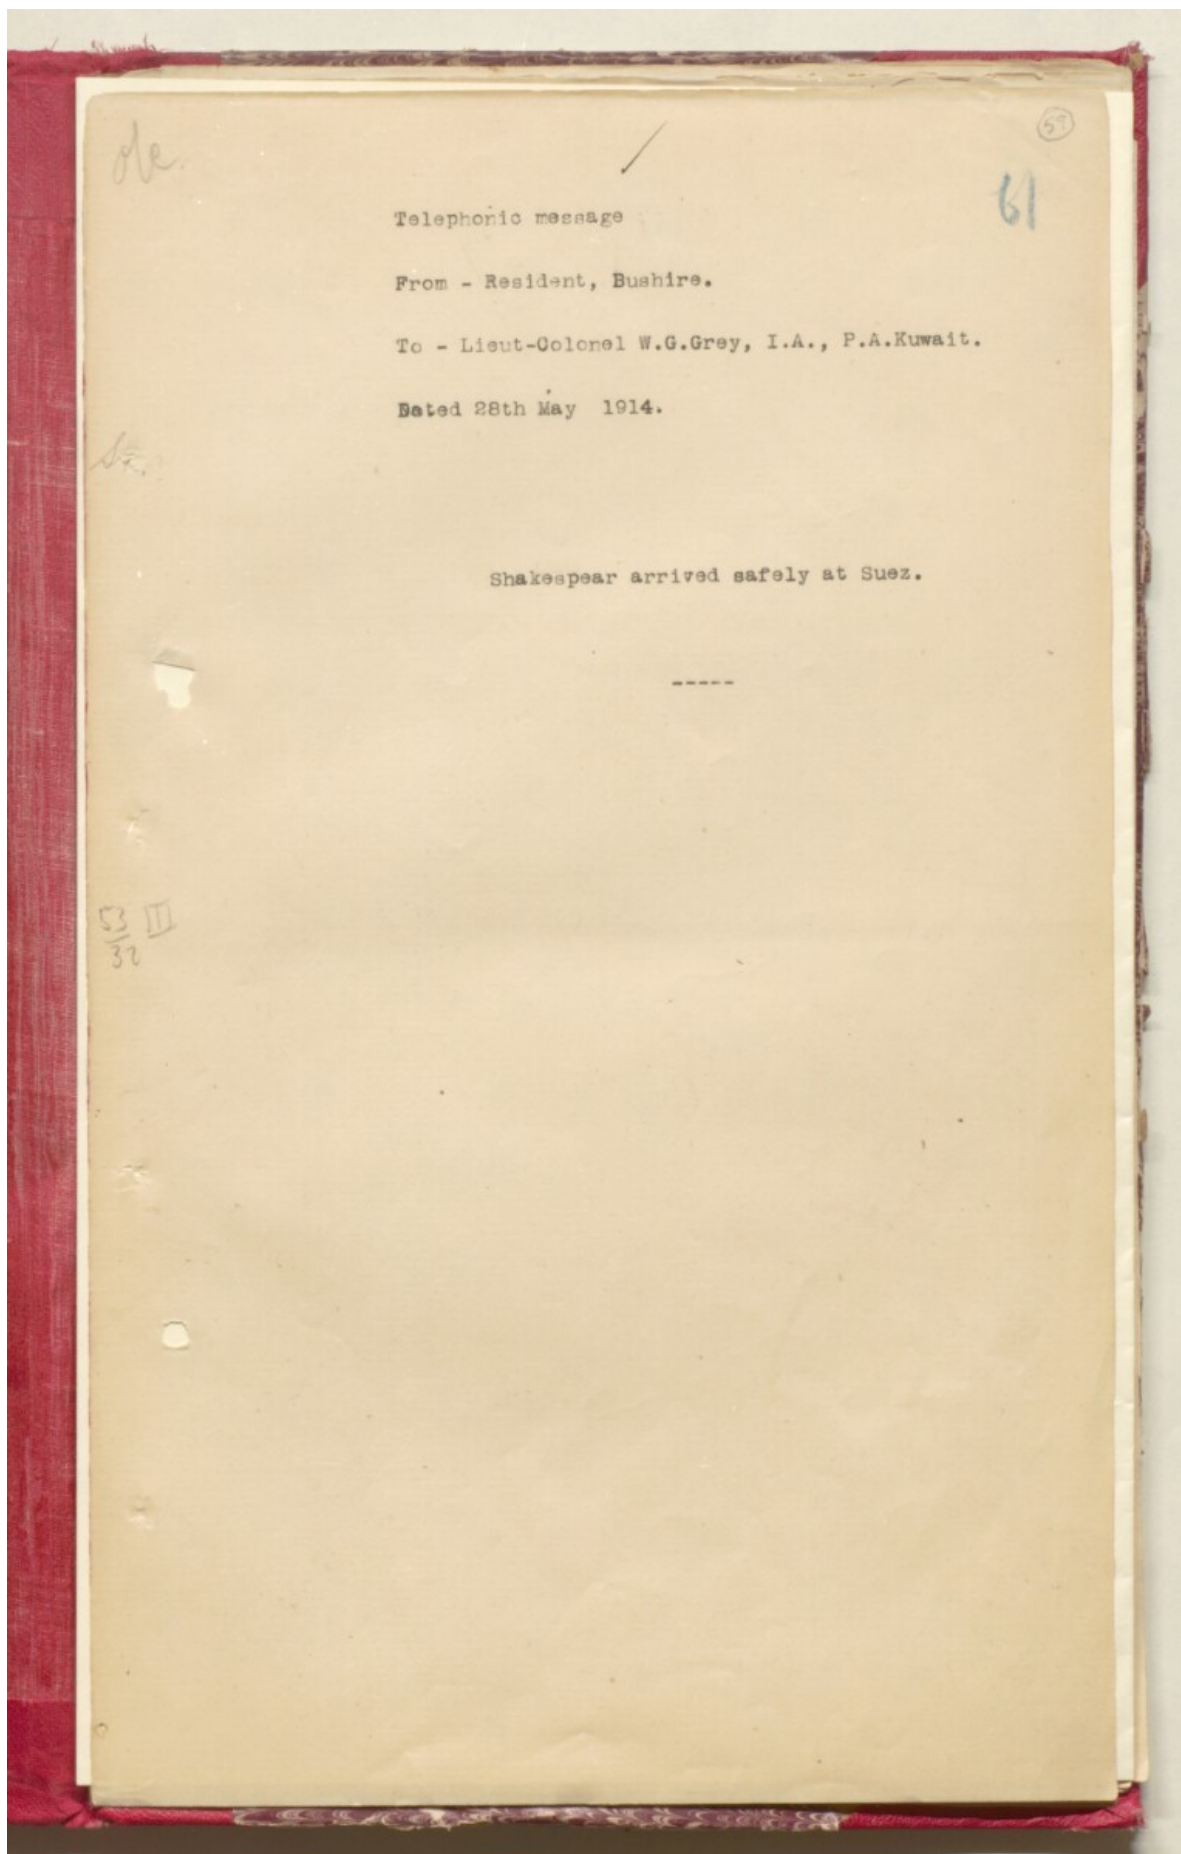 59
61
Telephonic message
From - Resident, Bushire.
To - Lieut-Colonel W.G.Grey, I.A., P.A.Kuwait.
Dated 28th May 1914.
Shakespear arrived safely at Suez.
-----
53 II
32